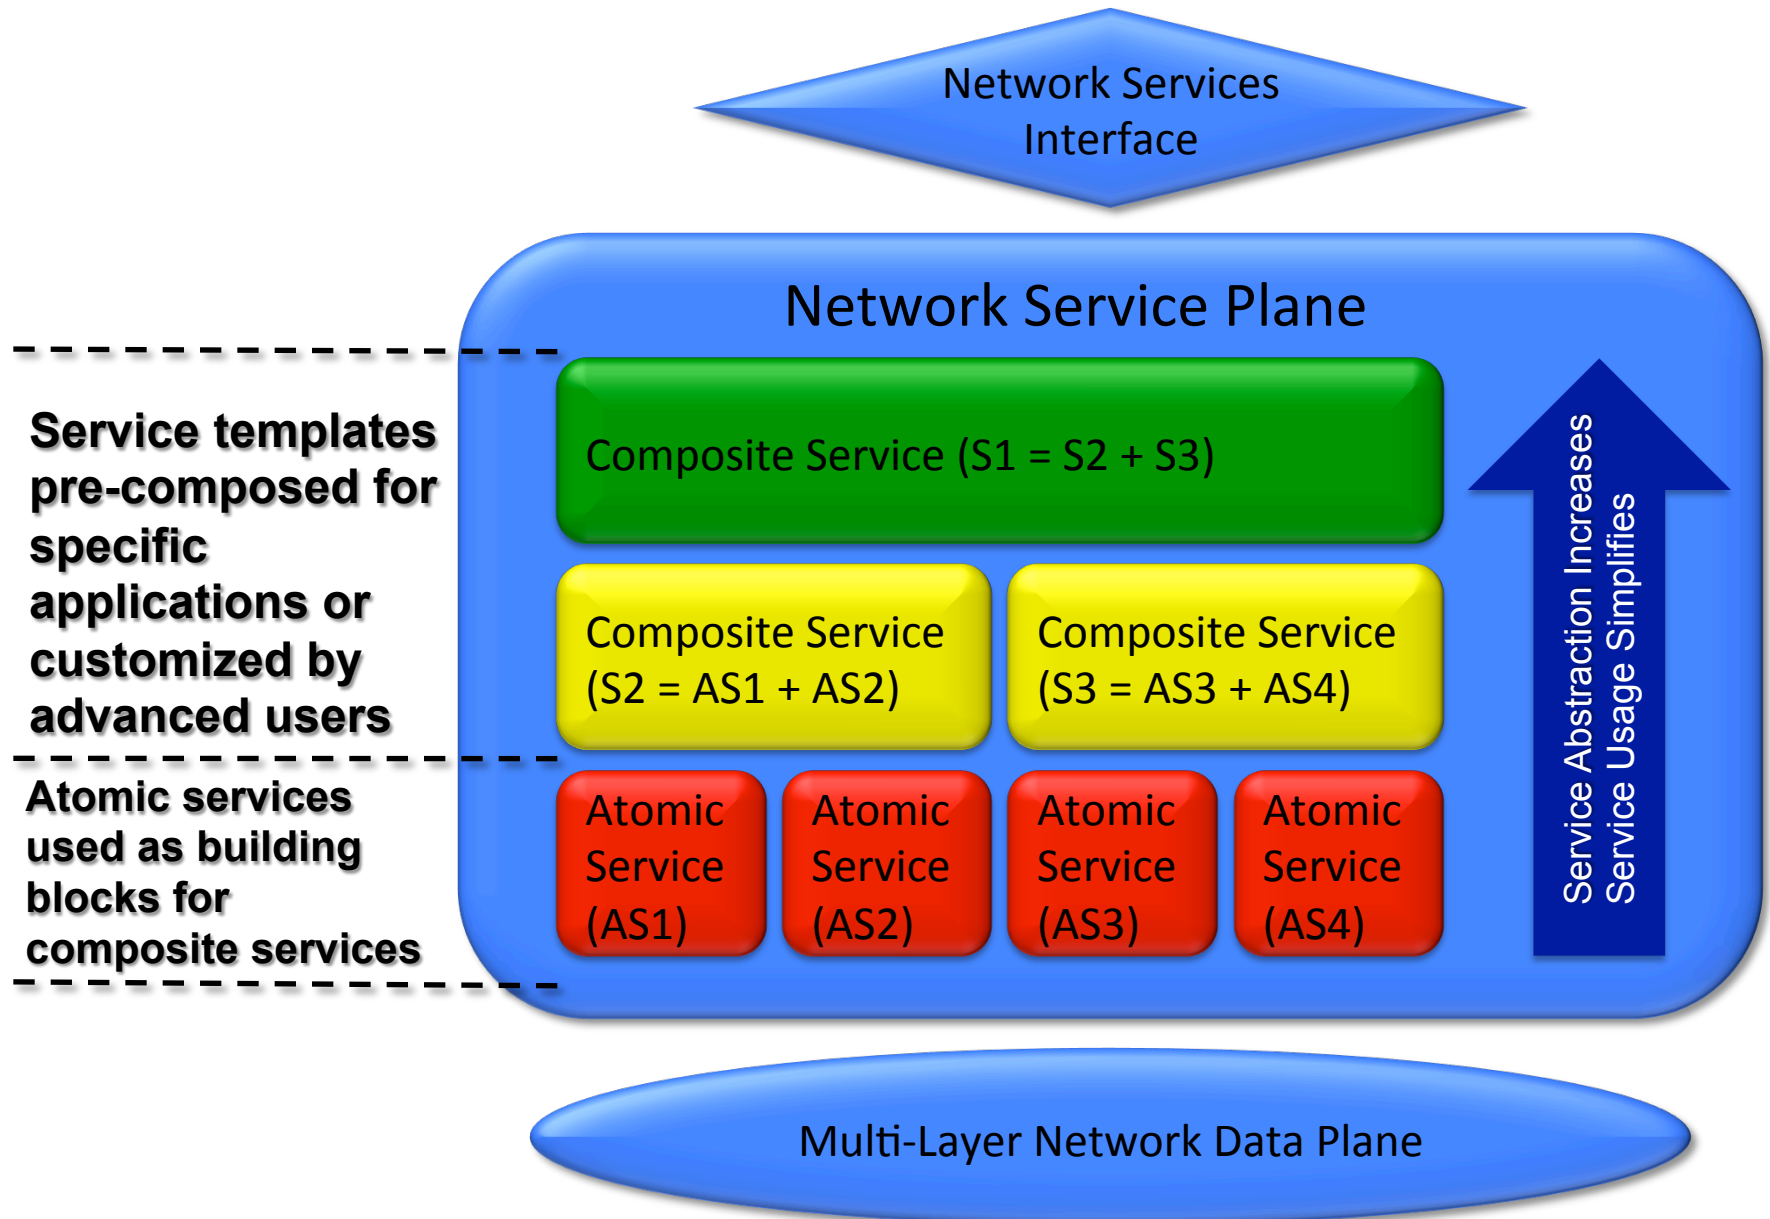 Network Services
Interface
Network Service Plane
Service templates
pre-composed for
specific
applications or
customized by
advanced users
Composite Service (S1 = S2 + S3)
Composite Service
(S2 = AS1 + AS2)
Composite Service
(S3 = AS3 + AS4)
Service Abstraction Increases
Service Usage Simplifies
Atomic services
used as building
blocks for
composite services
Atomic
Service
(AS1)
Atomic
Service
(AS2)
Atomic
Service
(AS3)
Atomic
Service
(AS4)
Multi-Layer Network Data Plane